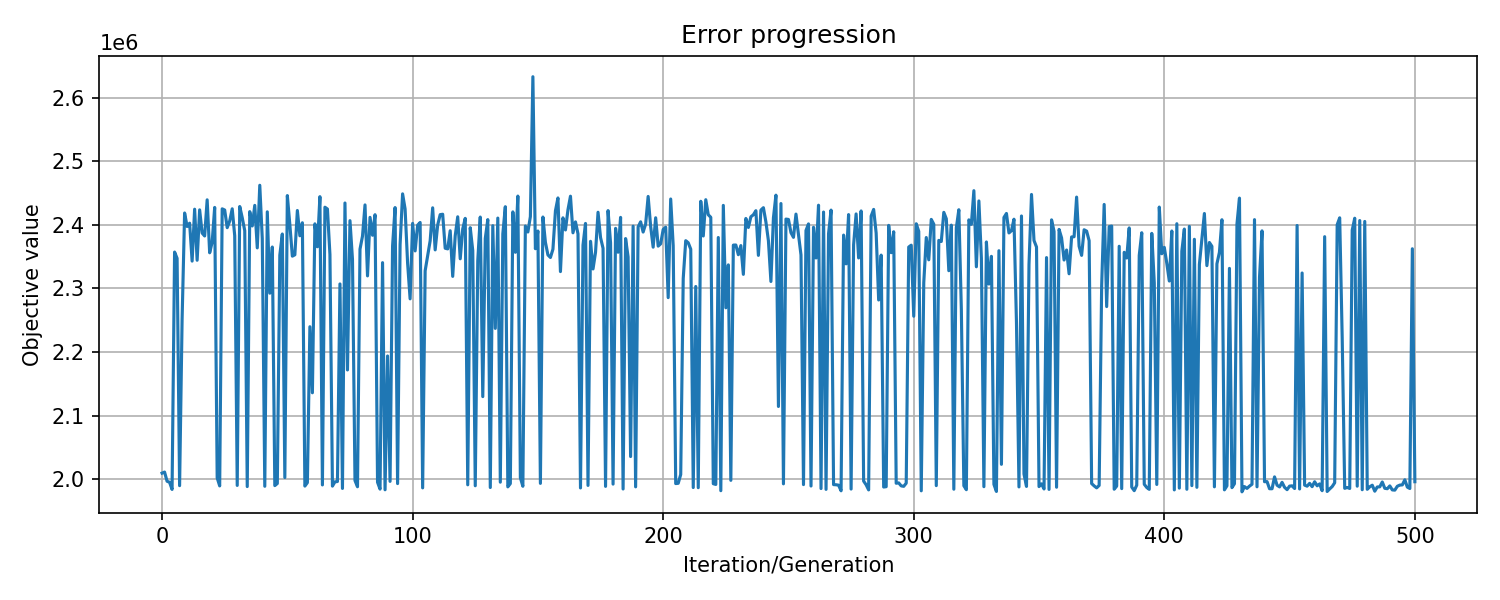 Error progression
1e6
2.6
2.5
2.4
2.3
2.2
2.1
2.0
Objective value
0 100 200 300 400 500
Iteration/Generation